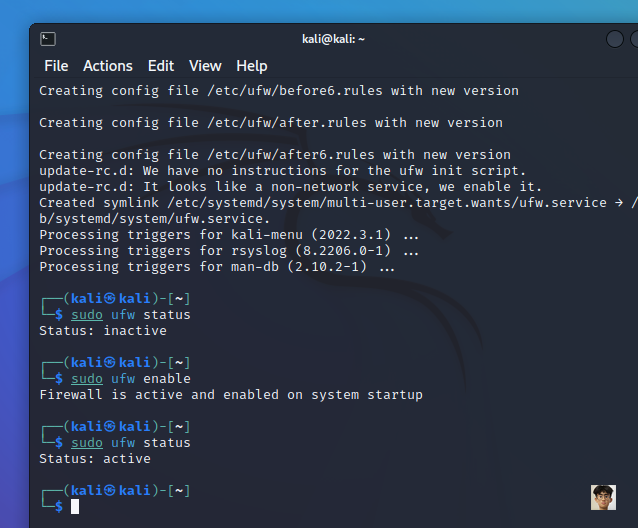 kali@kali: ~
File Actions Edit View Help
Creating config file /etc/ufw/before6.rules with new version
Creating config file /etc/ufw/after.rules with new version
Creating config file /etc/ufw/after6.rules with new version
update-rc.d: We have no instructions for the ufw init script.
update-rc.d: It looks like a non-network service, we enable it.
Created symlink /etc/systemd/system/multi-user.target.wants/ufw.service → /
b/systemd/system/ufw.service.
Processing triggers for kali-menu (2022.3.1) ...
Processing triggers for rsyslog (8.2206.0-1) ...
Processing triggers for man-db (2.10.2-1) ...
┌──(kali㉿kali)-[~]
└─$ sudo ufw status
Status: inactive
┌──(kali㉿kali)-[~]
└─$ sudo ufw enable
Firewall is active and enabled on system startup
┌──(kali㉿kali)-[~]
└─$ sudo ufw status
Status: active
┌──(kali㉿kali)-[~]
└─$